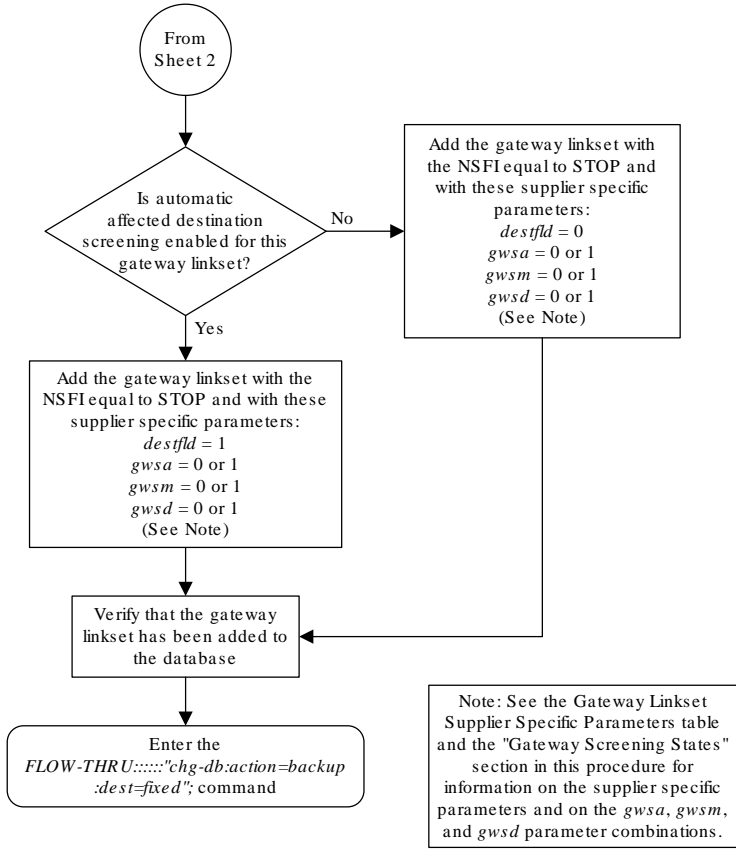 From
Sheet 2
Is automatic
affected destination
screening enabled for this
gateway linkset?
No
Add the gateway linkset with
the NSFI equal to STOP and
with these supplier specific
parameters:
destfld = 0
gwsa = 0 or 1
gwsm = 0 or 1
gwsd = 0 or 1
(See Note)
Yes
Add the gateway linkset with the
NSFI equal to STOP and with these
supplier specific parameters:
destfld = 1
gwsa = 0 or 1
gwsm = 0 or 1
gwsd = 0 or 1
(See Note)
Verify that the gateway
linkset has been added to
the database
Enter the
FLOW-THRU::::::"chg-db:action=backup
:dest=fixed"; command
Note: See the Gateway Linkset
Supplier Specific Parameters table
and the "Gateway Screening States"
section in this procedure for
information on the supplier specific
parameters and on the gwsa, gwsm,
and gwsd parameter combinations.